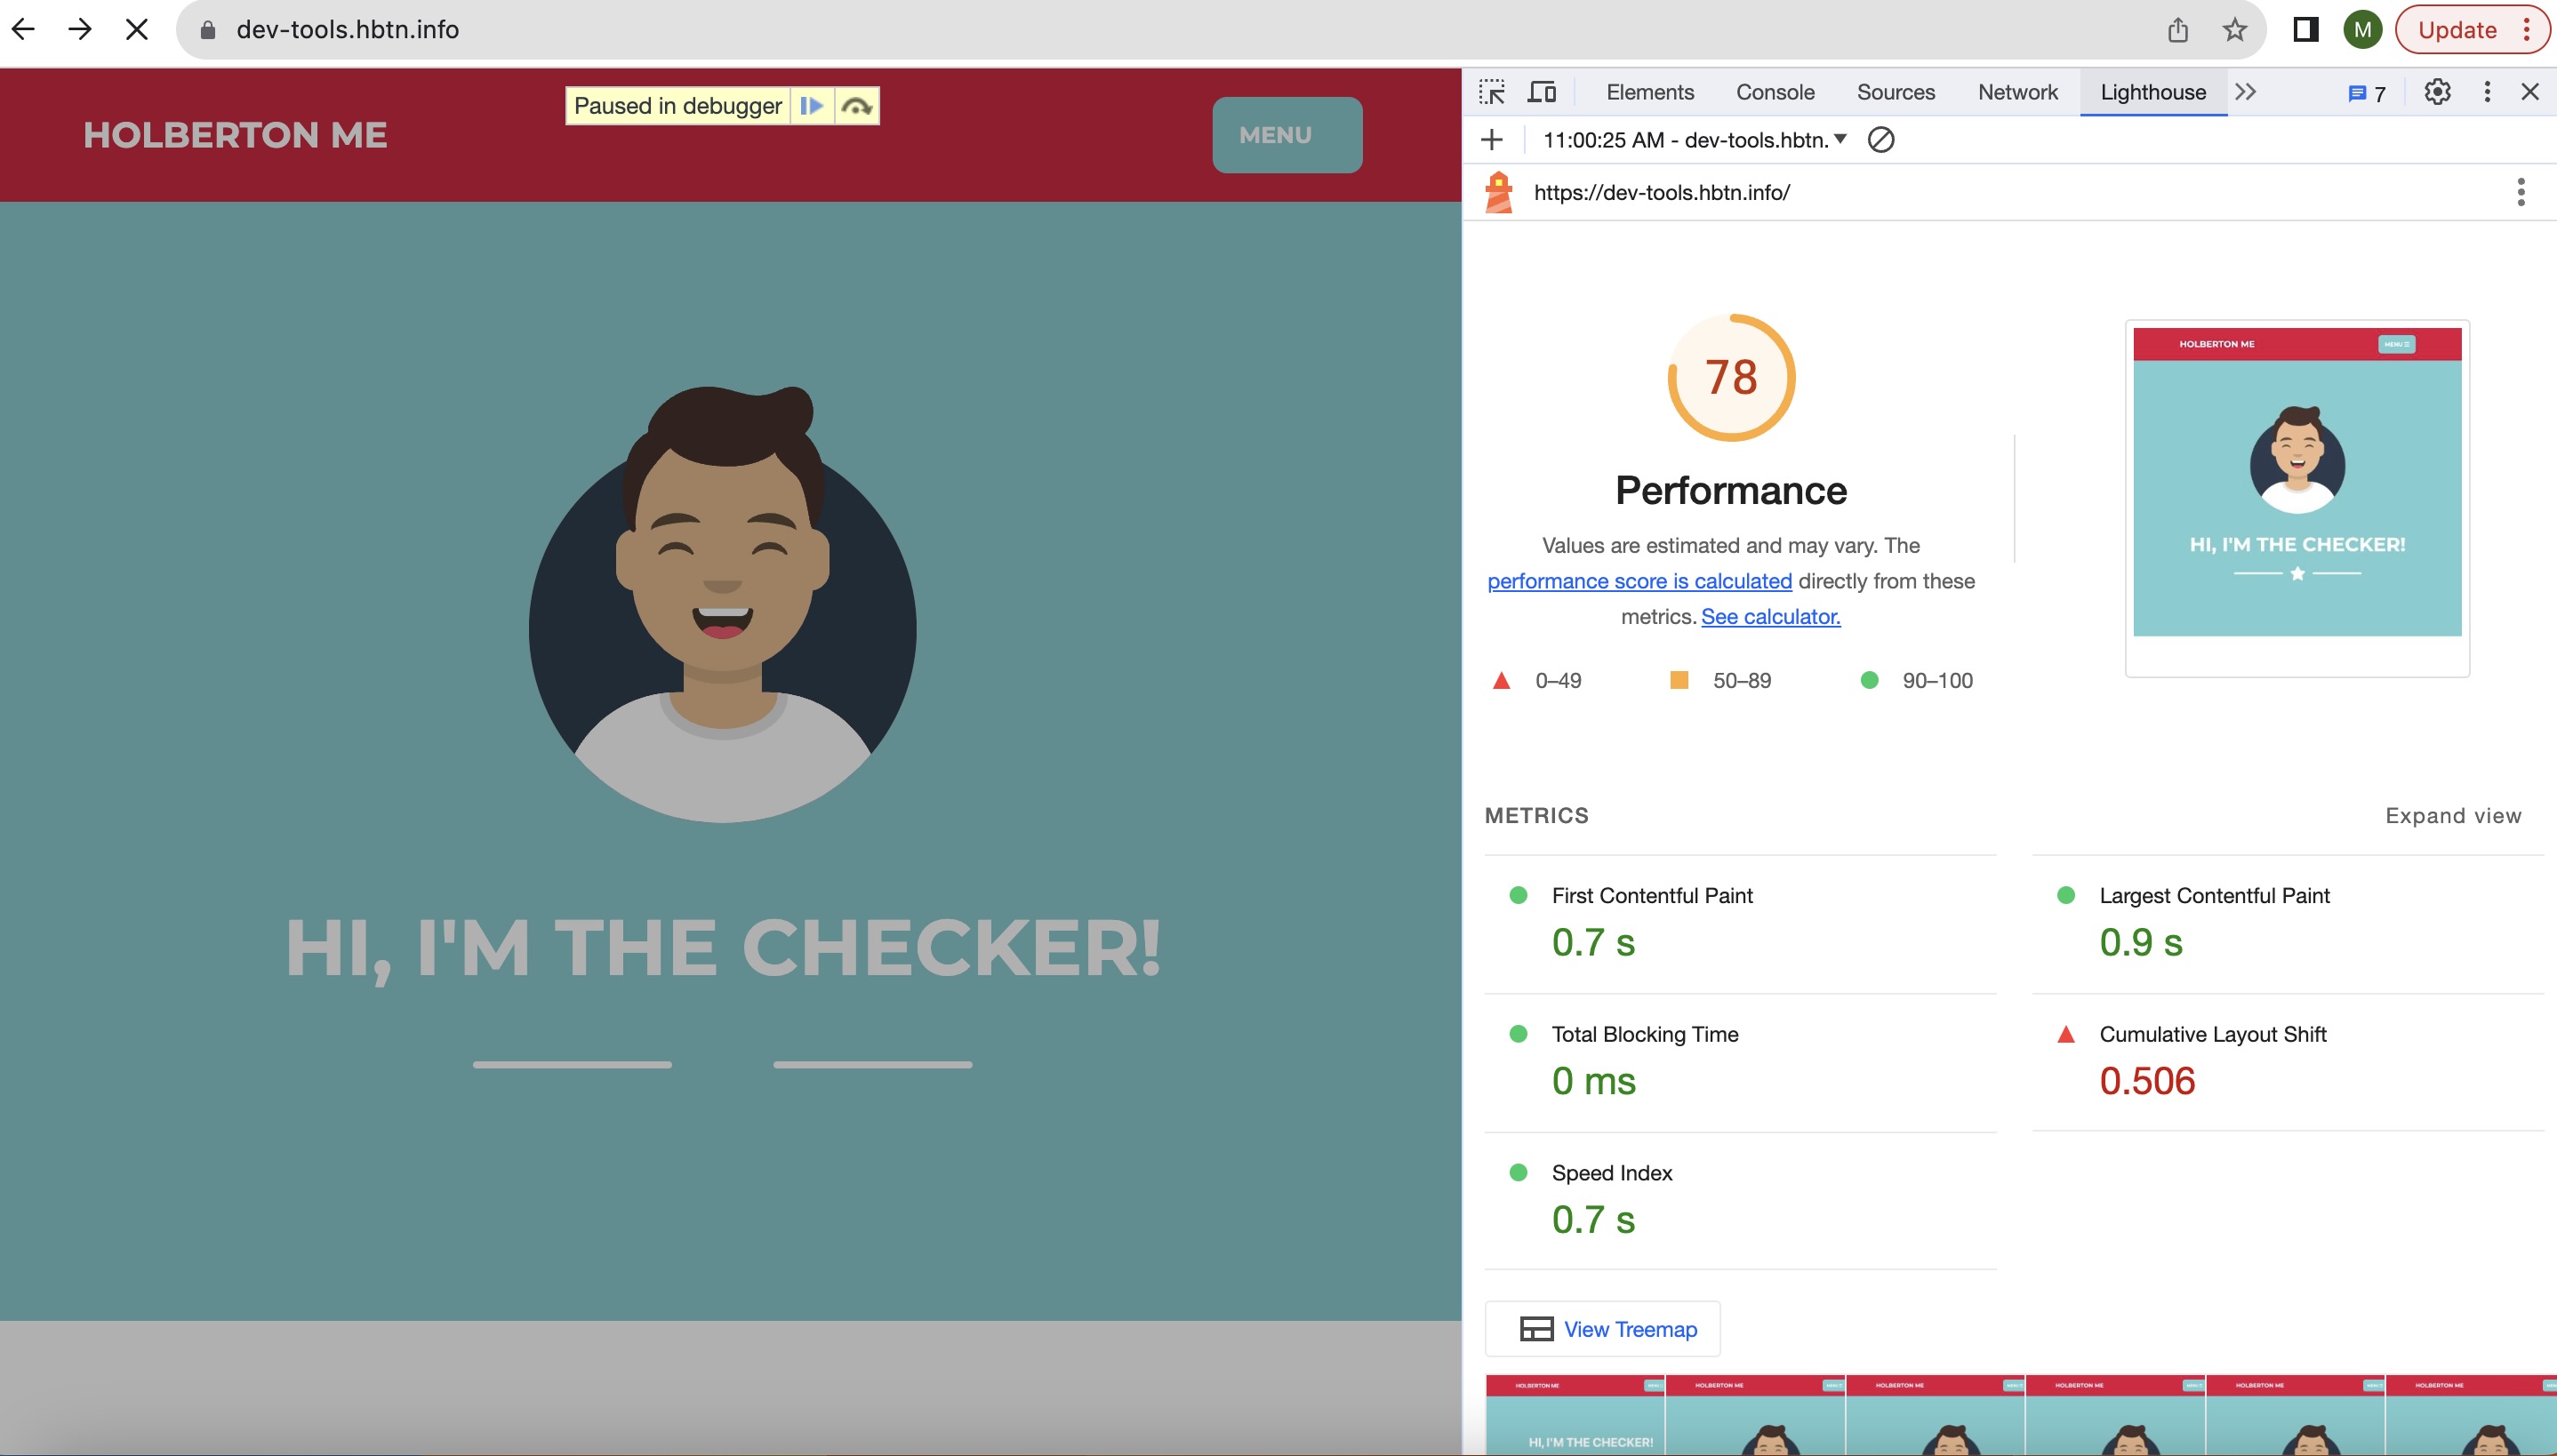 dev-tools.hbtn.info
M
Update
HOLBERTON ME
Paused in debugger
MENU
HI, I'M THE CHECKER!
Elements Console Sources Network Lighthouse 7
11:00:25 AM - dev-tools.hbtn.
https://dev-tools.hbtn.info/
78
Performance
Values are estimated and may vary. The
performance score is calculated directly from these
metrics. See calculator.
0–49 50–89 90–100
HOLBERTON ME
MENU
HI, I'M THE CHECKER!
METRICS
Expand view
First Contentful Paint
0.7 s
Largest Contentful Paint
0.9 s
Total Blocking Time
0 ms
Cumulative Layout Shift
0.506
Speed Index
0.7 s
View Treemap
HOLBERTON ME HOLBERTON ME HOLBERTON ME HOLBERTON ME HOLBERTON ME HOLBERTON ME
HI, I'M THE CHECKER!